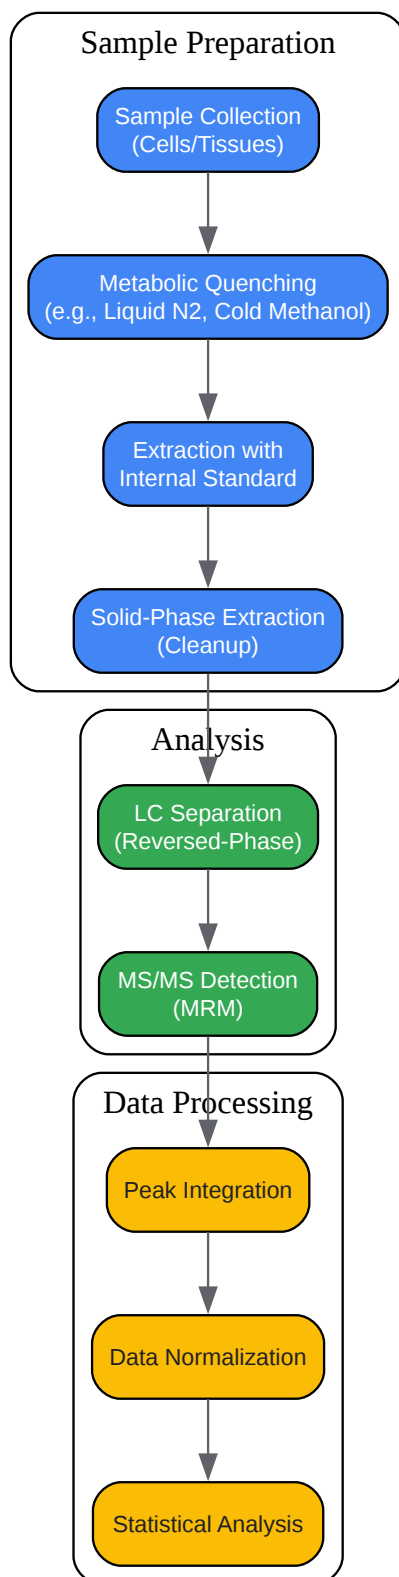 Sample Preparation
Sample Collection
(Cells/Tissues)
Metabolic Quenching
(e.g., Liquid N2, Cold Methanol)
Extraction with
Internal Standard
Solid-Phase Extraction
(Cleanup)
Analysis
LC Separation
(Reversed-Phase)
MS/MS Detection
(MRM)
Data Processing
Peak Integration
Data Normalization
Statistical Analysis